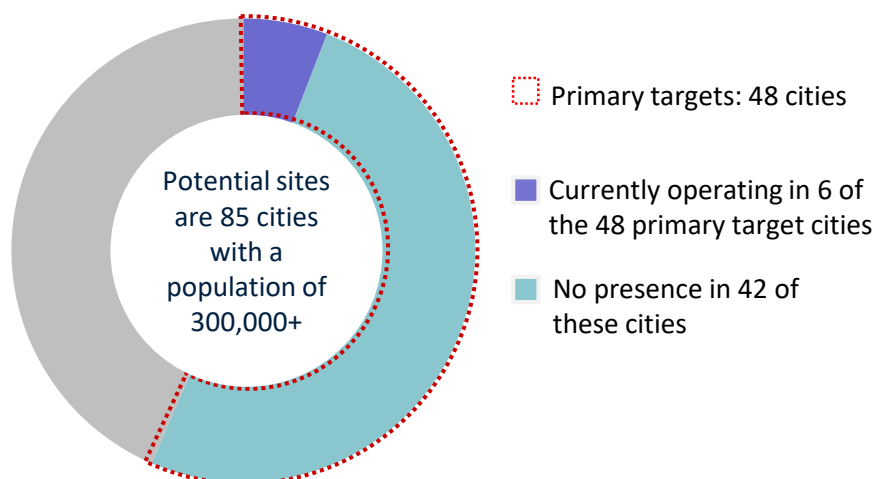 Potential sites
are 85 cities
with a
population of
300,000+
Primary targets: 48 cities
Currently operating in 6 of
the 48 primary target cities
No presence in 42 of
these cities